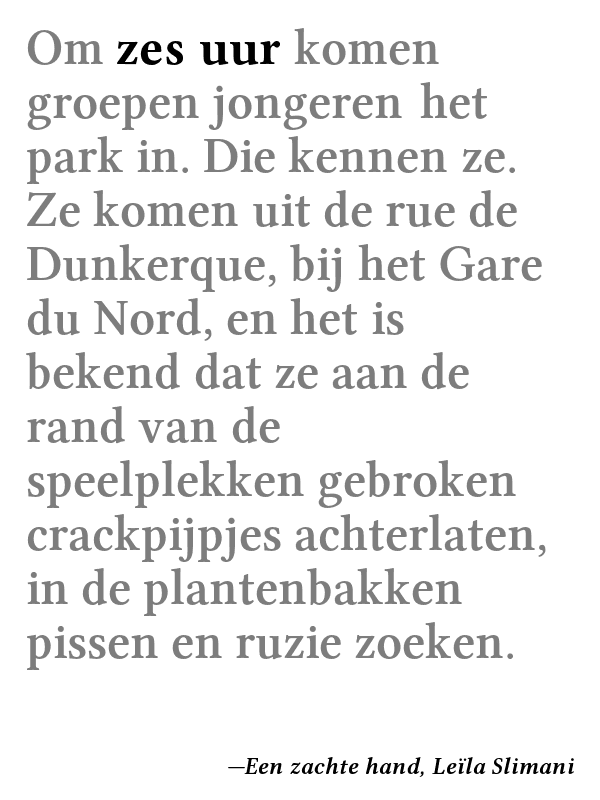 Om zes uur komen
groepen jongeren het
park in. Die kennen ze.
Ze komen uit de rue de
Dunkerque, bij het Gare
du Nord, en het is
bekend dat ze aan de
rand van de
speelplekken gebroken
crackpijpjes achterlaten,
in de plantenbakken
pissen en ruzie zoeken.
—Een zachte hand, Leïla Slimani